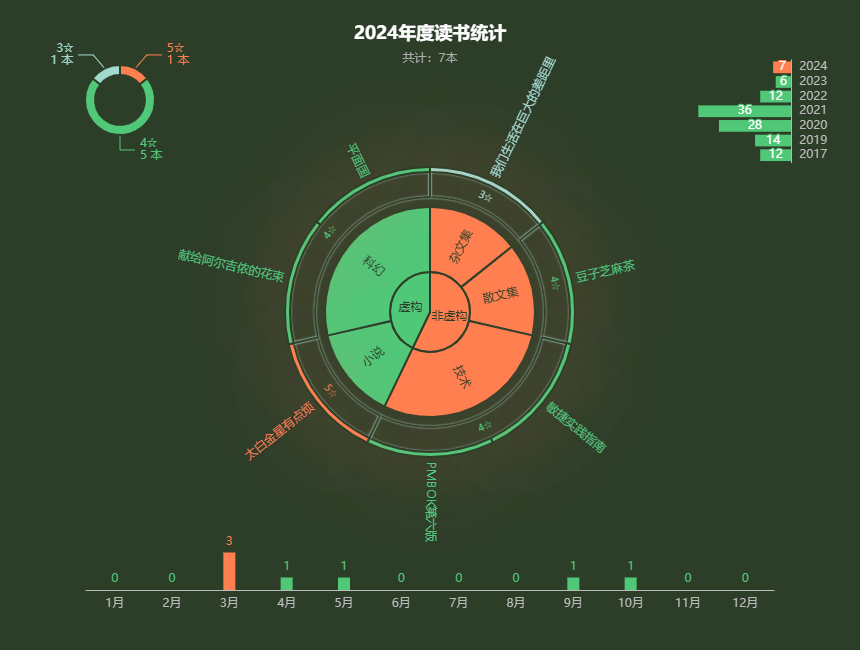 2024年度读书统计
共计：7本
3☆
1 本
5☆
1 本
4☆
5 本
7 2024
6 2023
12 2022
36 2021
28 2020
14 2019
12 2017
平面国
我们生活在巨大的差距里
献给阿尔吉侬的花束
豆子芝麻茶
太白金星有点烦
敏捷实践指南
PMBOK第六版
4☆
3☆
4☆
5☆
4☆
科幻
杂文集
散文集
虚构
非虚构
小说
技术
0 0 3 1 1 0 0 0 1 1 0 0
1月 2月 3月 4月 5月 6月 7月 8月 9月 10月 11月 12月